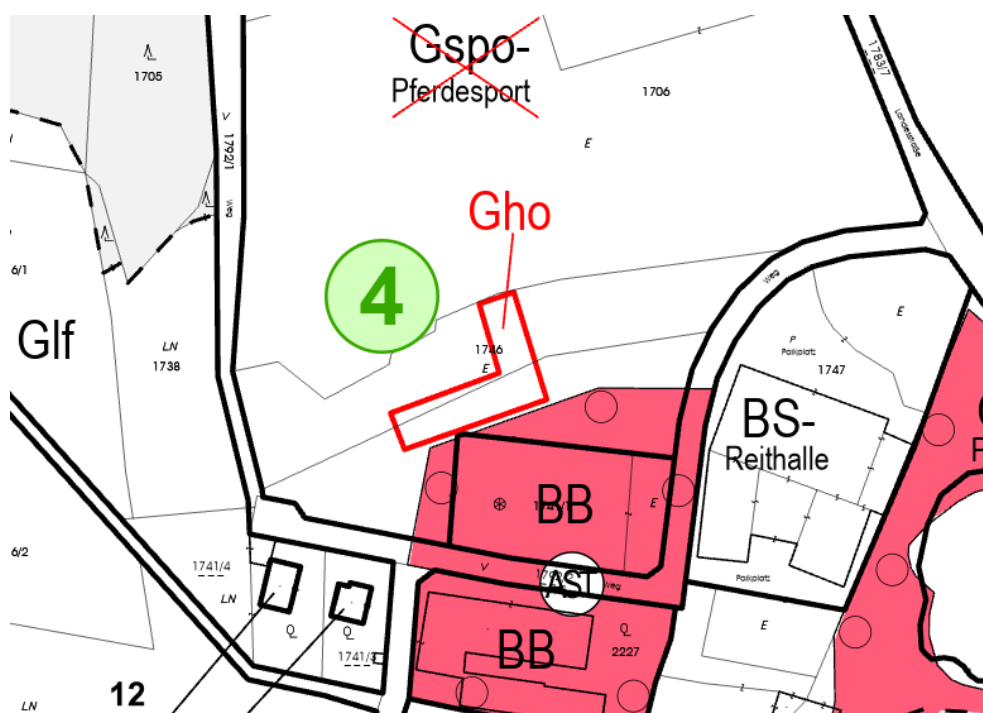 Gspo-
Pferdesport
1705
1706
1783/7
Landesstraße
V
1792/1
Weg
E
Gho
4
6/1
Glf
LN
1738
1746
E
Weg
E
P
Parkplatz
1747
BS-
Reithalle
BB
E
6/2
1741/4
LN
V
AST
Weg
Parkplatz
E
Q
Q
1741/3
BB
Q
2227
12
LN